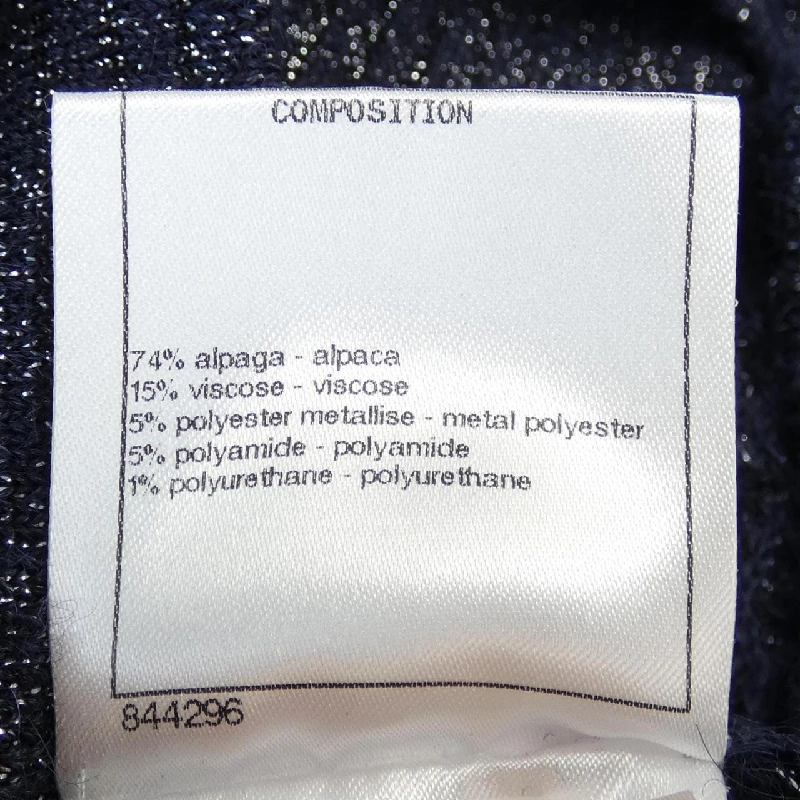 COMPOSITION
74% alpaga - alpaca
15% viscose - viscose
5% polyester metallise - metal polyester
5% polyamide - polyamide
1% polyurethane - polyurethane
844296